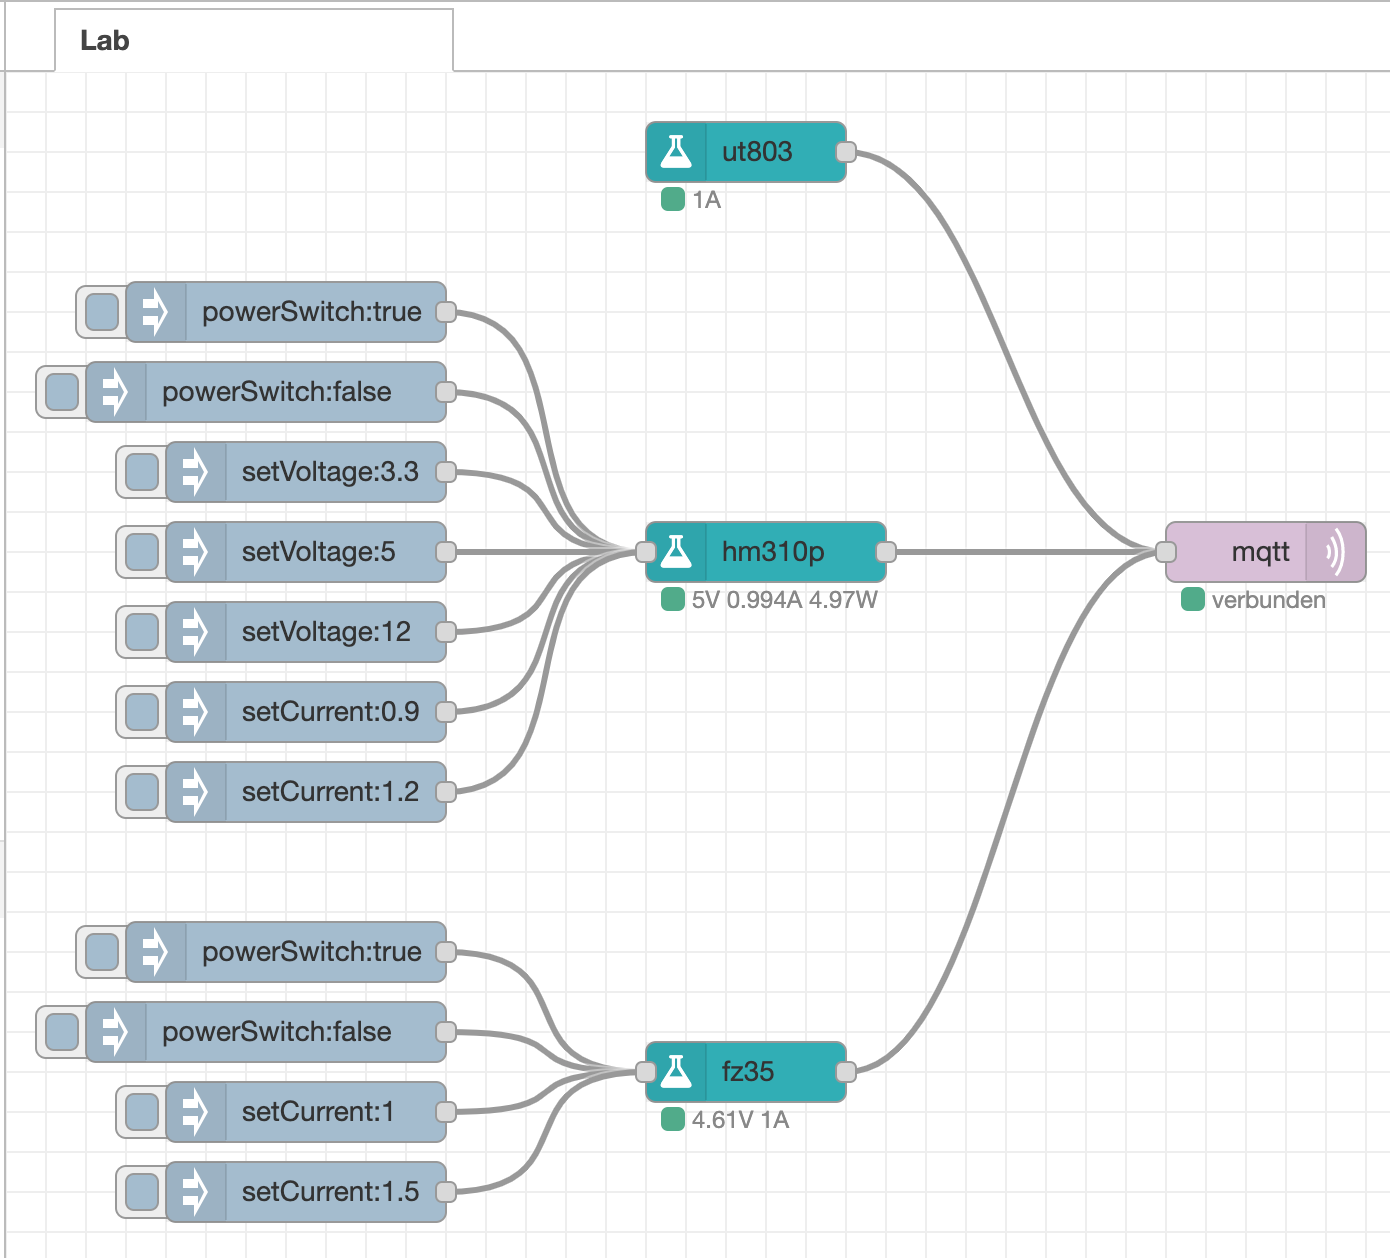 Lab
ut803
1A
powerSwitch:true
powerSwitch:false
setVoltage:3.3
setVoltage:5
hm310p
mqtt
5V 0.994A 4.97W
verbunden
setVoltage:12
setCurrent:0.9
setCurrent:1.2
powerSwitch:true
powerSwitch:false
fz35
setCurrent:1
4.61V 1A
setCurrent:1.5